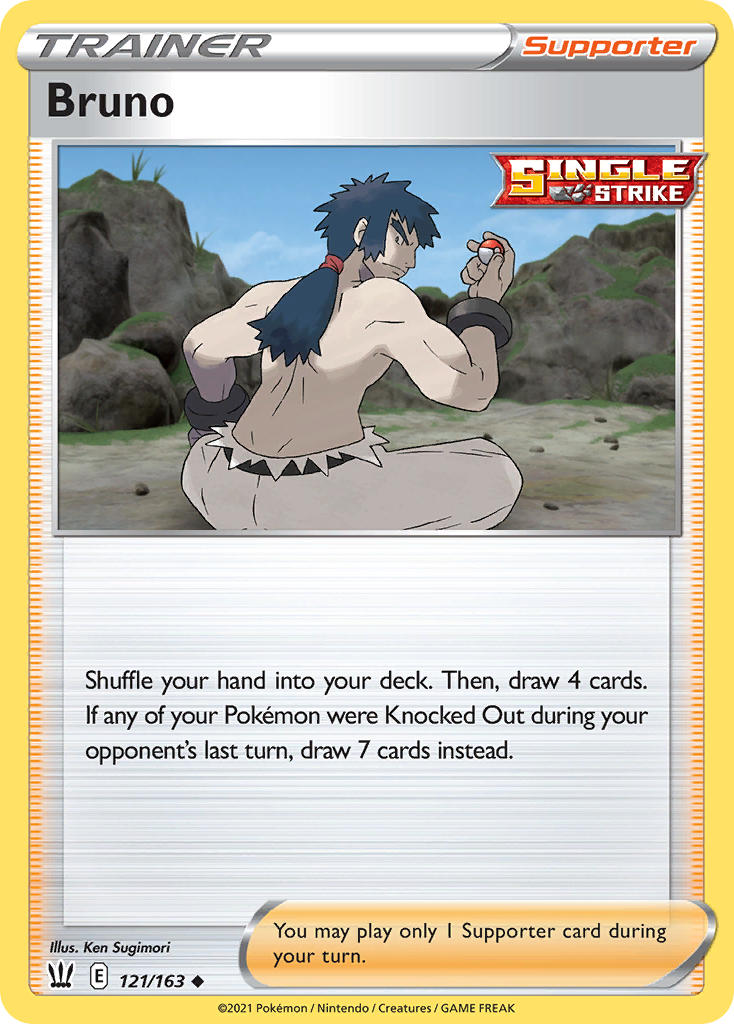 TRAINER Supporter
Bruno
SINGLE
STRIKE
Shuffle your hand into your deck. Then, draw 4 cards.
If any of your Pokémon were Knocked Out during your
opponent's last turn, draw 7 cards instead.
Illus. Ken Sugimori
You may play only 1 Supporter card during
your turn.
E 121/163
©2021 Pokémon / Nintendo / Creatures / GAME FREAK